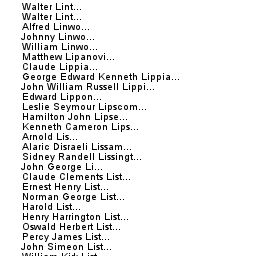 Walter Lint...
Walter Lint...
Alfred Linwo...
Johnny Linwo...
William Linwo...
Matthew Lipanovi...
Claude Lippia...
George Edward Kenneth Lippia...
John William Russell Lippi...
Edward Lippon...
Leslie Seymour Lipscom...
Hamilton John Lipse...
Kenneth Cameron Lips...
Arnold Lis...
Alaric Disraeli Lissam...
Sidney Randell Lissingt...
John George Li...
Claude Clements List...
Ernest Henry List...
Norman George List...
Harold List...
Henry Harrington List...
Oswald Herbert List...
Percy James List...
John Simeon List...